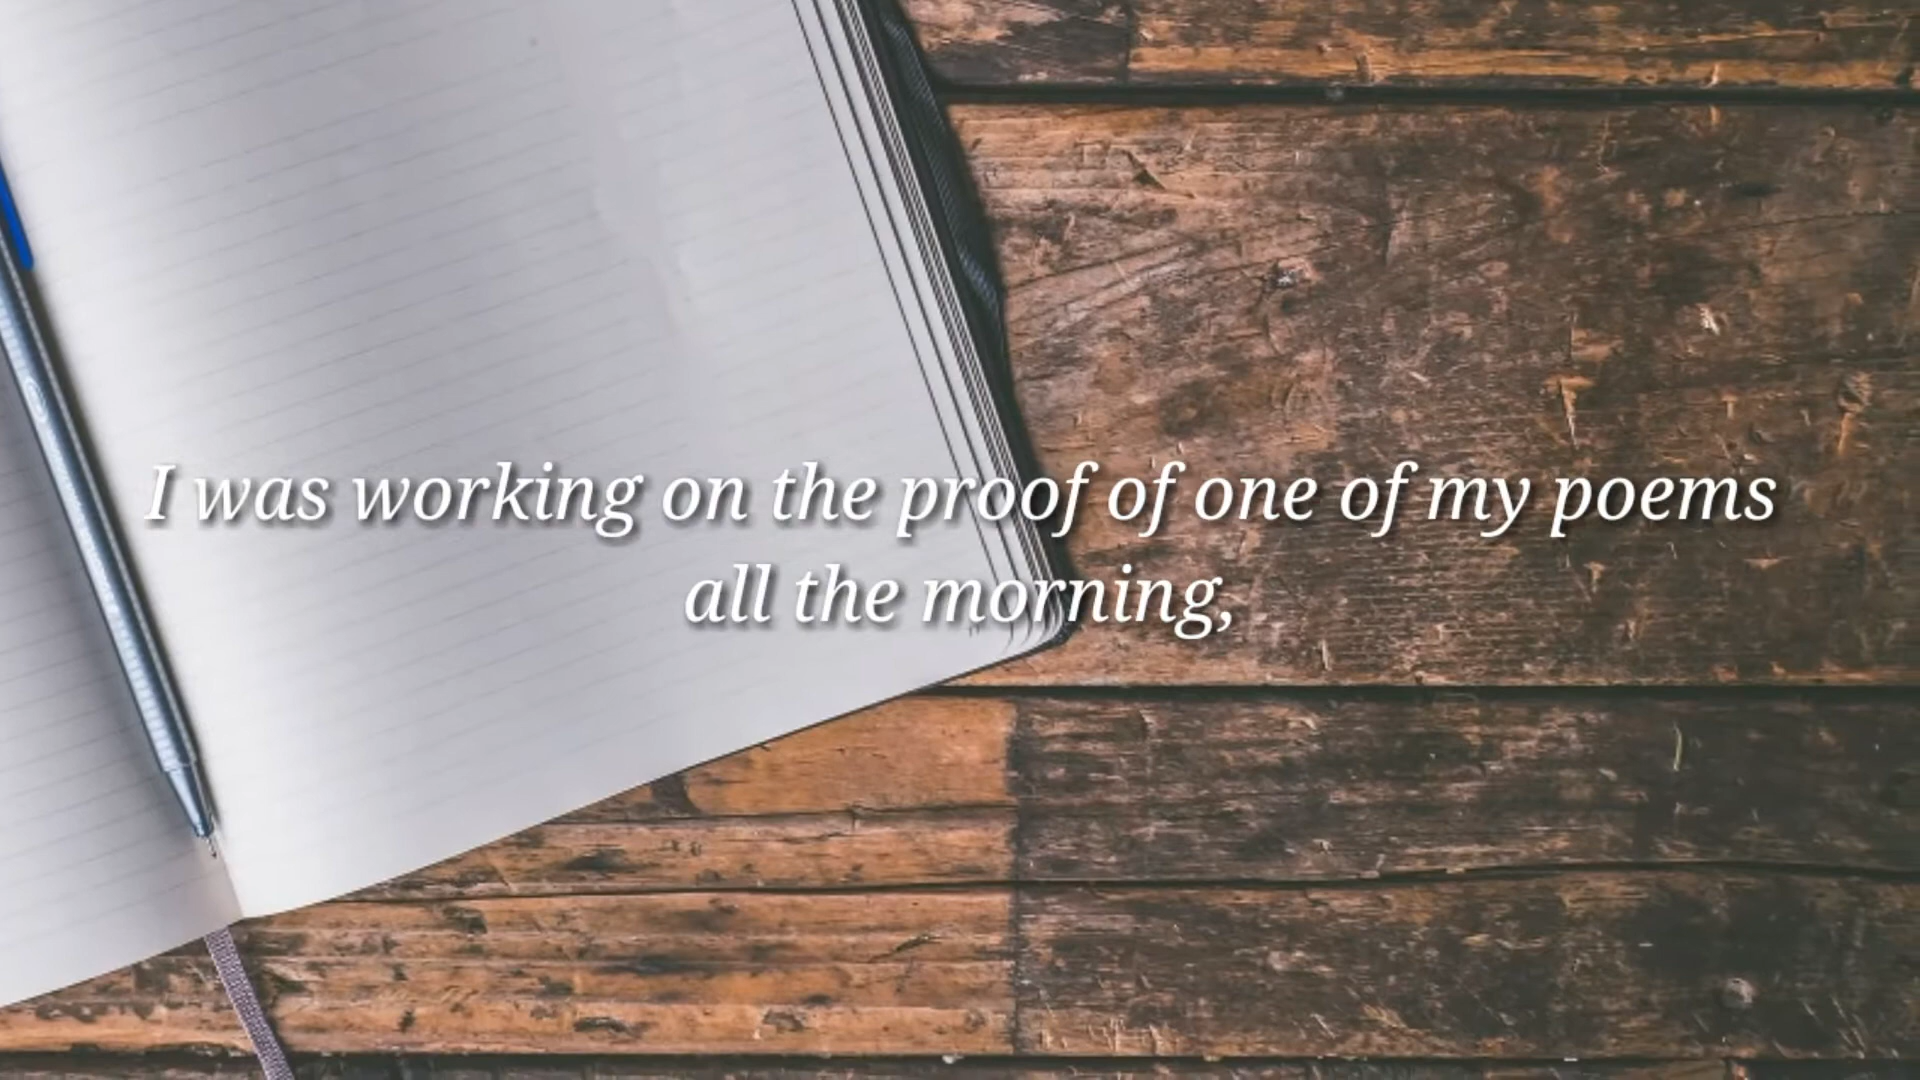 I was working on the proof of one of my poems
all the morning,